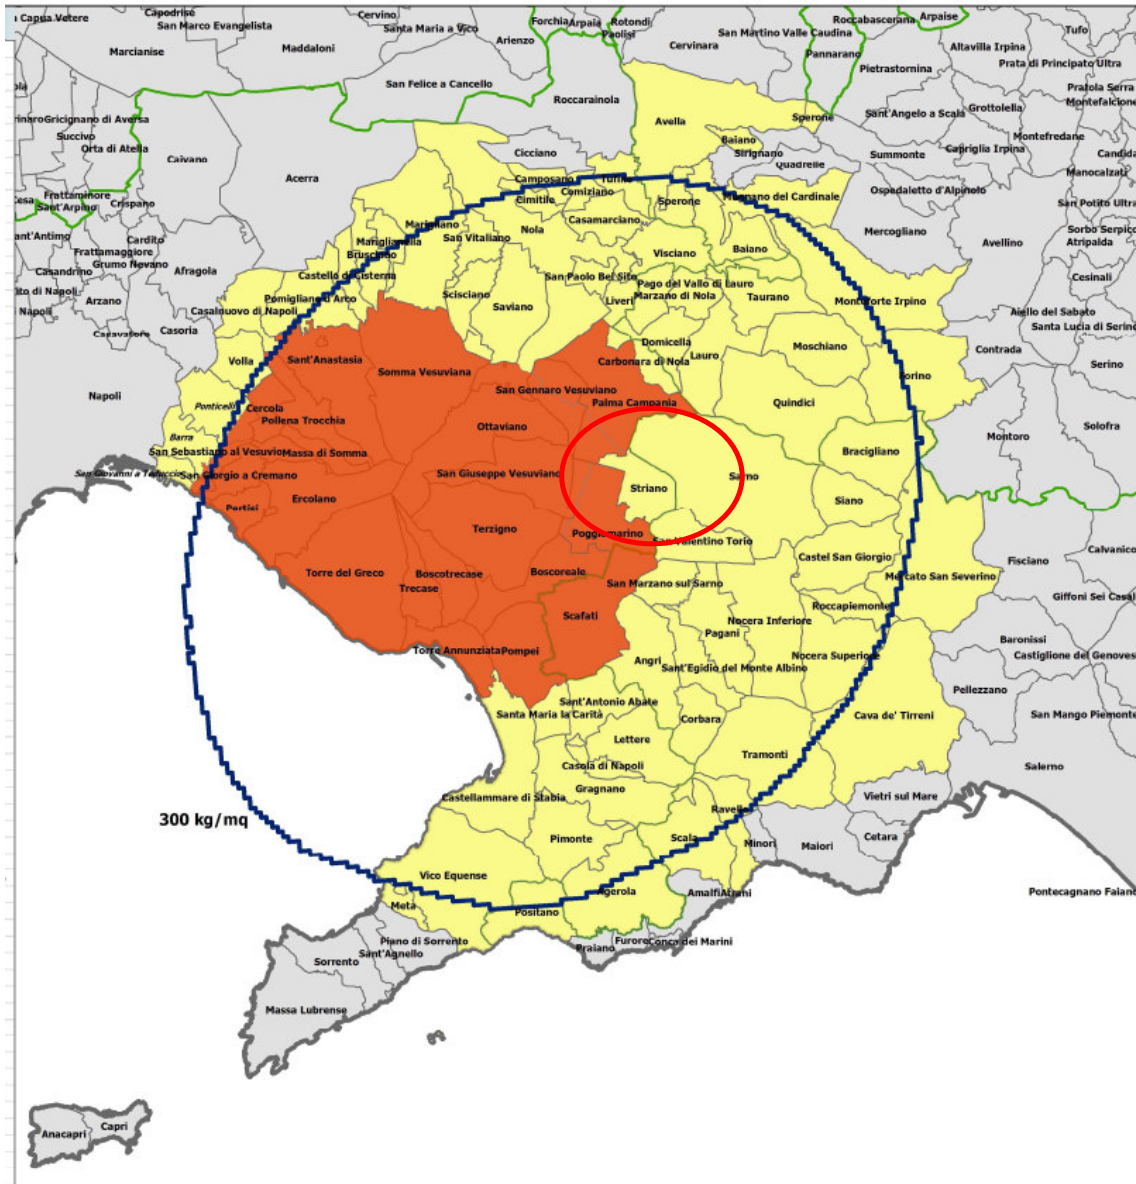 Capua Vetere
Capodrise
San Marco Evangelista
Cervino
Santa Maria a Vico
Forchia
Arpaia
Rotondi
Paolisi
Roccabascerana
Arpaise
Tufo
Marcianise
Maddaloni
Arienzo
Cervinara
San Martino Valle Caudina
Pannarano
Altavilla Irpina
Prata di Principato Ultra
Pietrastornina
San Felice a Cancello
Roccarainola
Avella
Sperone
Sant'Angelo a Scala
Grottolella
Pratola Serra
Montefalcione
Gricignano di Aversa
Succivo
Orta di Atella
Caivano
Cicciano
Baiano
Sirignano
Quadrelle
Summonte
Capriglia Irpina
Montefredane
Candida
Manocalzati
Frattaminore
Sant'Arpino
Crispano
Acerra
Camposano
Tufino
Comiziano
Cimitile
Sperone
Mugnano del Cardinale
Ospedaletto d'Alpinolo
San Potito Ultra
Mercogliano
Avellino
Sorbo Serpico
Atripalda
Cardito
Frattamaggiore
Grumo Nevano
Casandrino
Afragola
Marigliano
Mariglianella
Brusciano
San Vitaliano
Nola
Casamarciano
Visciano
Baiano
Cesinali
Arzano
Casavatore
Casoria
Castello di Cisterna
Pomigliano d'Arco
Casalnuovo di Napoli
Scisciano
Saviano
San Paolo Bel Sito
Liveri
Pago del Vallo di Lauro
Marzano di Nola
Taurano
Monteforte Irpino
Aiello del Sabato
Santa Lucia di Serino
Contrada
Serino
Volla
Sant'Anastasia
Somma Vesuviana
Domicella
Carbonara di Nola
Lauro
Moschiano
Forino
Napoli
Ponticelli
Cercola
Pollena Trocchia
San Gennaro Vesuviano
Palma Campania
Quindici
Montoro
Solofra
Barra
San Sebastiano al Vesuvio
Massa di Somma
Ottaviano
Bracigliano
San Giovanni a Teduccio
San Giorgio a Cremano
San Giuseppe Vesuviano
Striano
Sarno
Siano
Portici
Ercolano
Terzigno
Poggiomarino
San Valentino Torio
Castel San Giorgio
Fisciano
Calvanico
Torre del Greco
Boscotrecase
Trecase
Boscoreale
San Marzano sul Sarno
Mercato San Severino
Giffoni Sei Casali
Scafati
Pagani
Nocera Inferiore
Roccapiemonte
Baronissi
Castiglione del Genovesi
Torre Annunziata
Pompei
Angri
Sant'Egidio del Monte Albino
Nocera Superiore
Pellezzano
Sant'Antonio Abate
Santa Maria la Carità
Corbara
Cava de' Tirreni
San Mango Piemonte
Lettere
Casola di Napoli
Tramonti
Salerno
Gragnano
Castellammare di Stabia
Ravello
Vietri sul Mare
300 kg/mq
Pimonte
Scala
Minori
Maiori
Cetara
Vico Equense
Agerola
Amalfi
Atrani
Pontecagnano Faiano
Meta
Positano
Piano di Sorrento
Sant'Agnello
Sorrento
Praiano
Furore
Conca dei Marini
Massa Lubrense
Anacapri
Capri